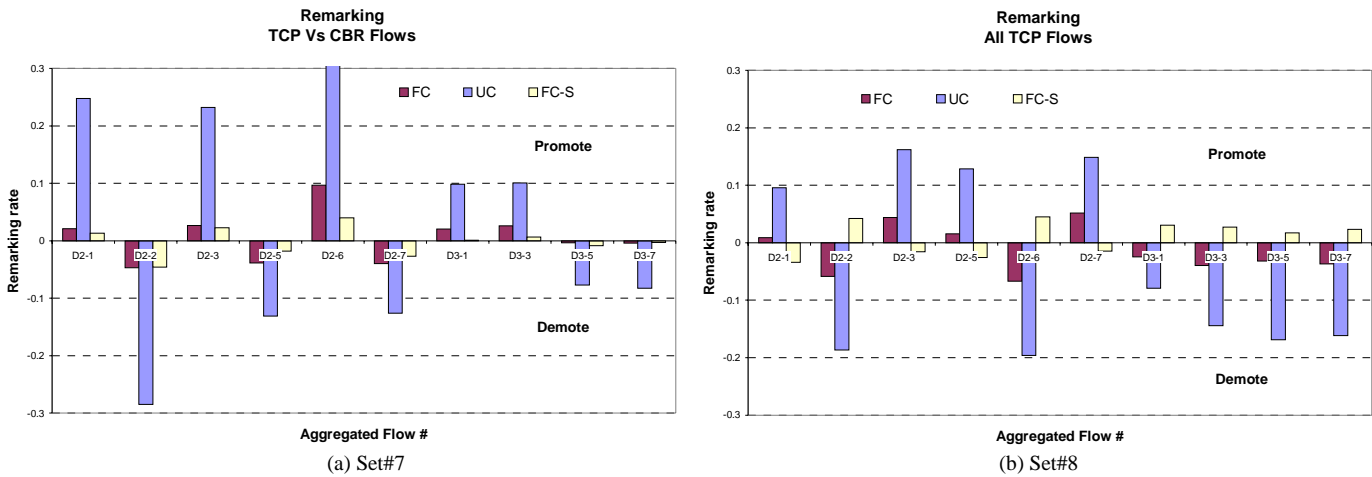 Remarking
TCP Vs CBR Flows
0.3
0.2
0.1
0
-0.1
-0.2
-0.3
Remarking rate
FC UC FC-S
Promote
D2-1 D2-2 D2-3 D2-5 D2-6 D2-7 D3-1 D3-3 D3-5 D3-7
Demote
Aggregated Flow #
(a) Set#7
Remarking
All TCP Flows
0.3
0.2
0.1
0
-0.1
-0.2
-0.3
Remarking rate
FC UC FC-S
Promote
D2-1 D2-2 D2-3 D2-5 D2-6 D2-7 D3-1 D3-3 D3-5 D3-7
Demote
Aggregated Flow #
(b) Set#8